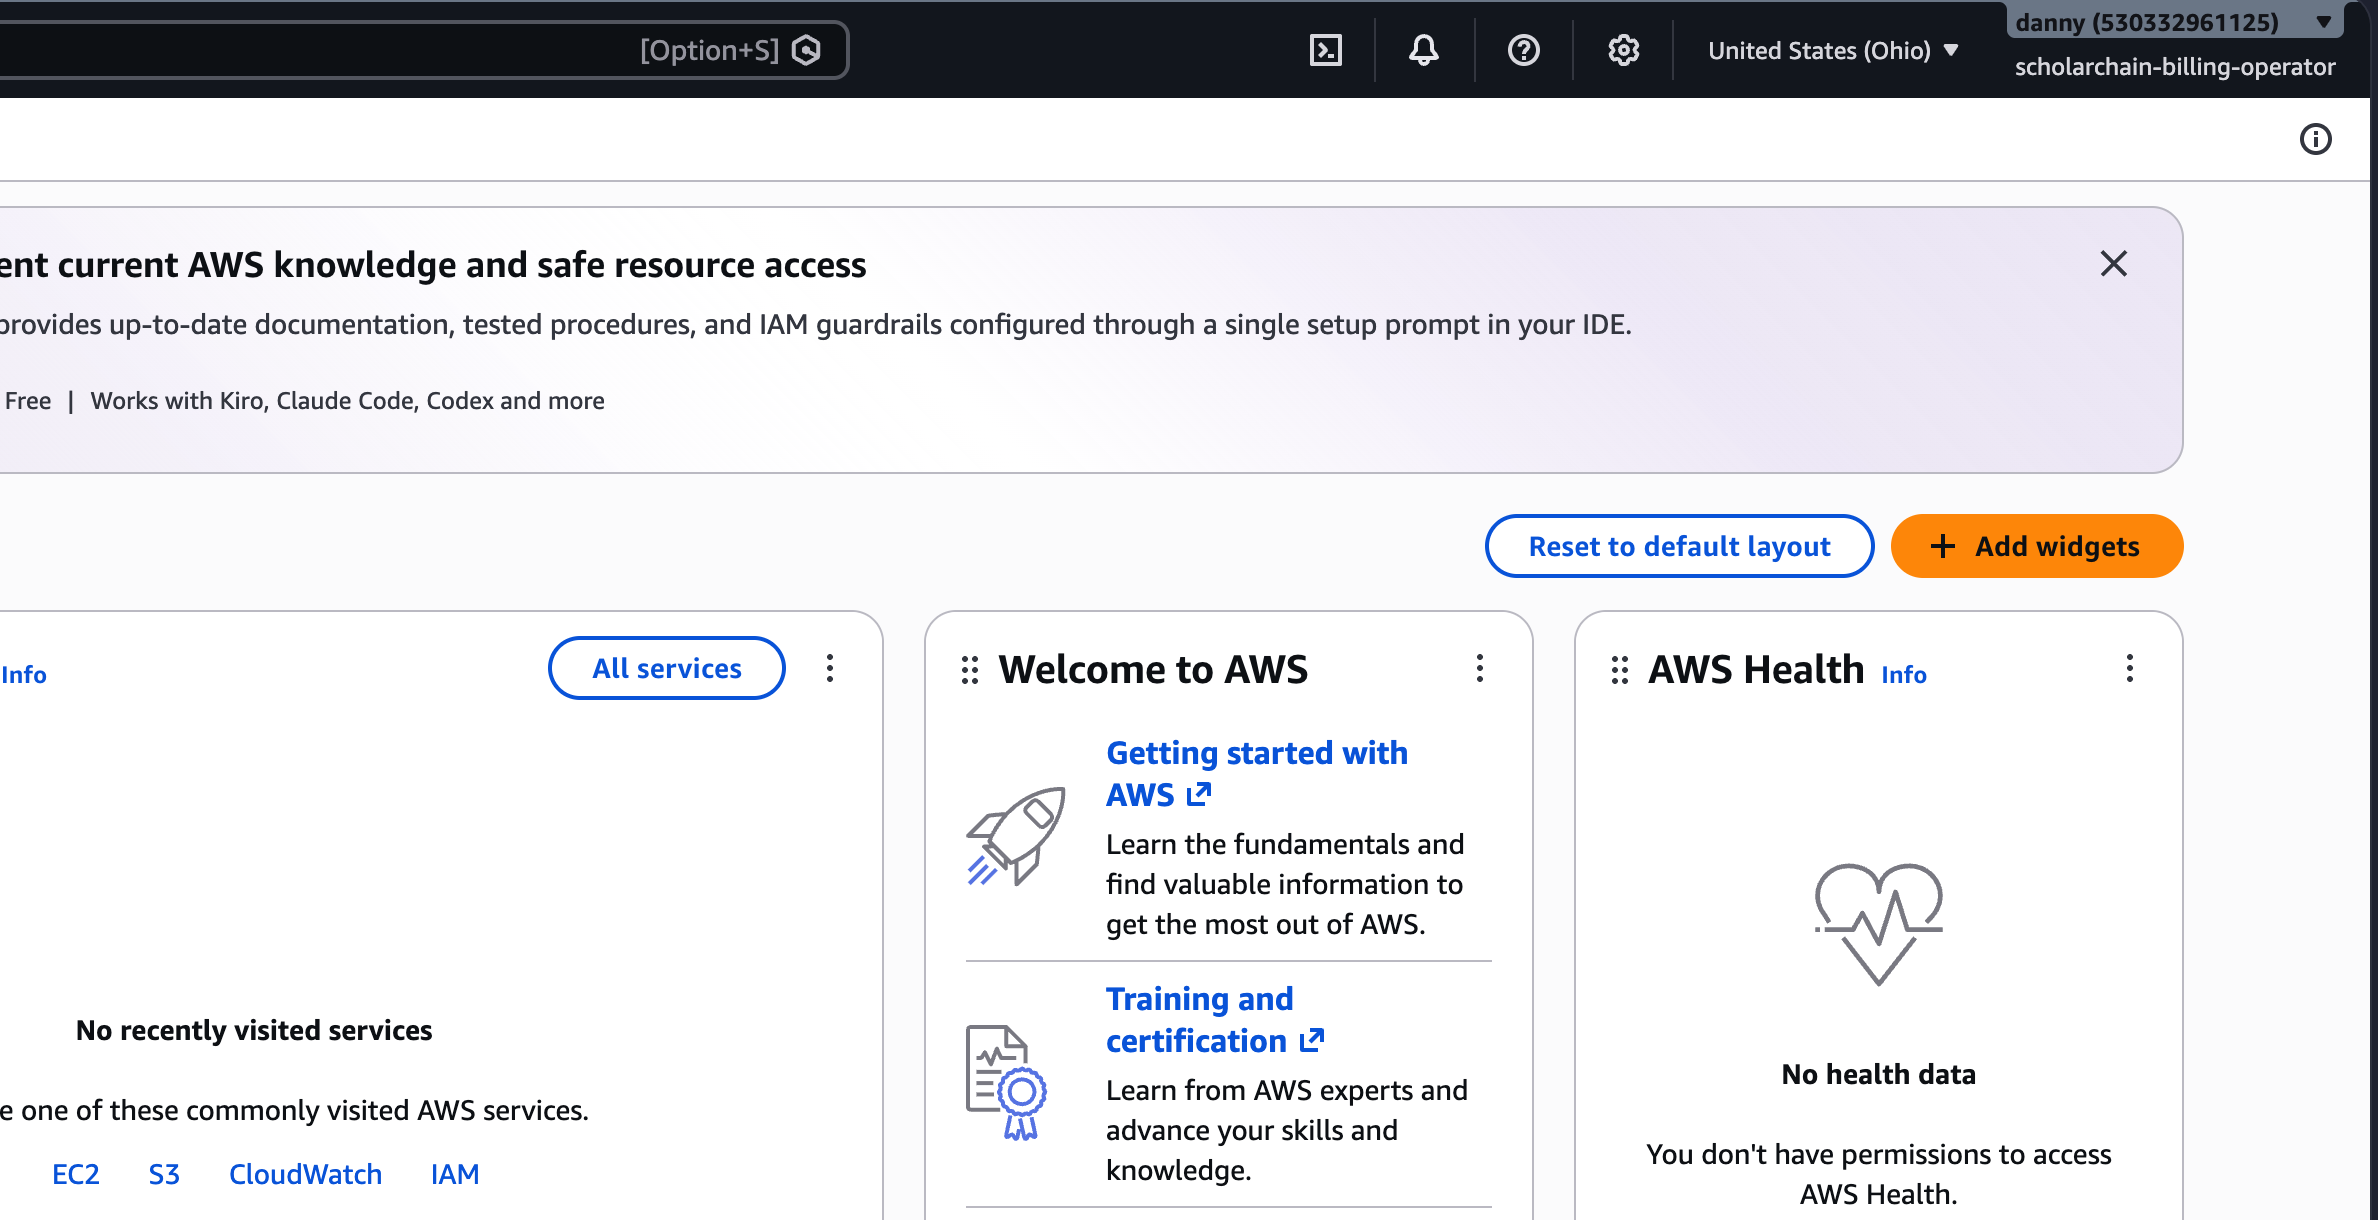 [Option+S]
United States (Ohio)
danny (530332961125)
scholarchain-billing-operator
ent current AWS knowledge and safe resource access
provides up-to-date documentation, tested procedures, and IAM guardrails configured through a single setup prompt in your IDE.
Free | Works with Kiro, Claude Code, Codex and more
Reset to default layout
+ Add widgets
Info
All services
No recently visited services
e one of these commonly visited AWS services.
EC2 S3 CloudWatch IAM
Welcome to AWS
Getting started with
AWS
Learn the fundamentals and
find valuable information to
get the most out of AWS.
Training and
certification
Learn from AWS experts and
advance your skills and
knowledge.
AWS Health Info
No health data
You don't have permissions to access
AWS Health.